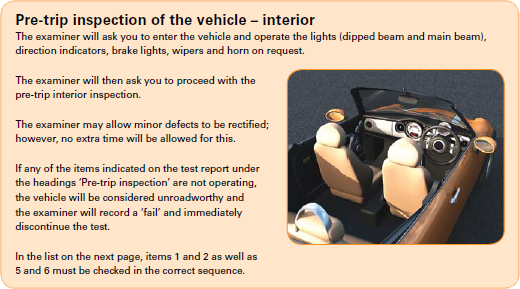 Pre-trip inspection of the vehicle – interior
The examiner will ask you to enter the vehicle and operate the lights (dipped beam and main beam),
direction indicators, brake lights, wipers and horn on request.
The examiner will then ask you to proceed with the
pre-trip interior inspection.
The examiner may allow minor defects to be rectified;
however, no extra time will be allowed for this.
If any of the items indicated on the test report under
the headings ‘Pre-trip inspection’ are not operating,
the vehicle will be considered unroadworthy and
the examiner will record a ‘fail’ and immediately
discontinue the test.
In the list on the next page, items 1 and 2 as well as
5 and 6 must be checked in the correct sequence.